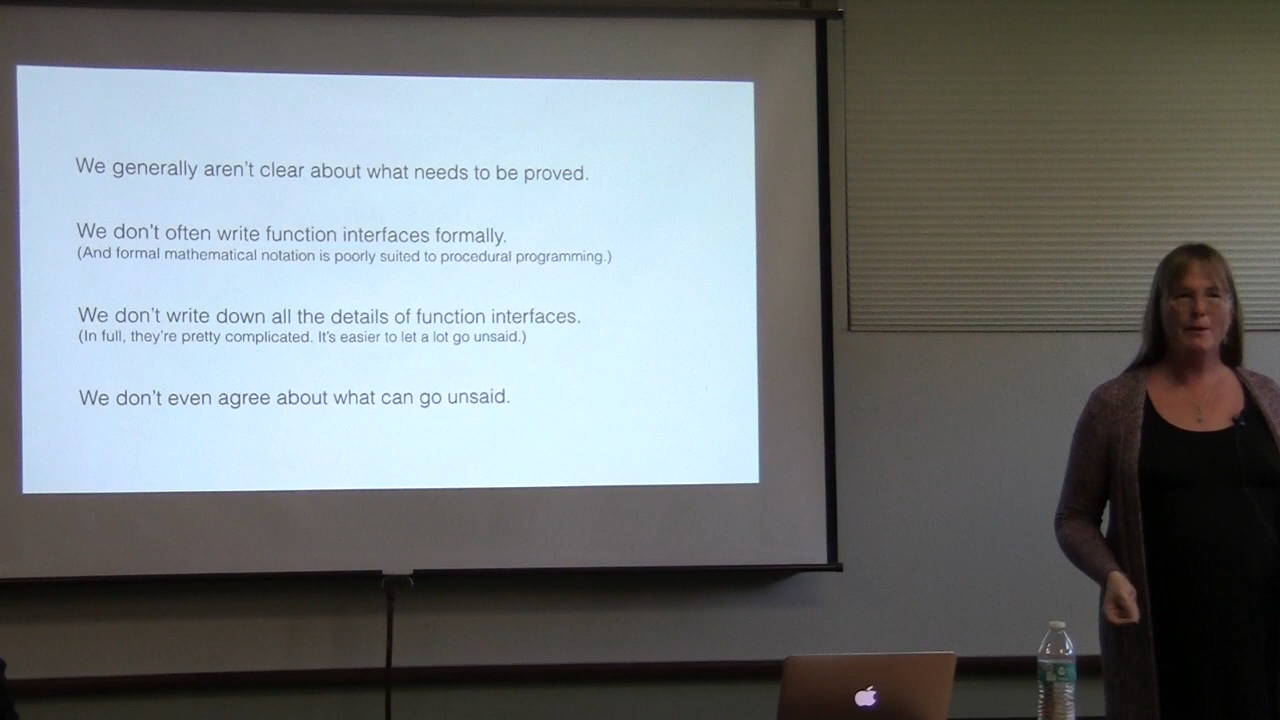 We generally aren't clear about what needs to be proved.
We don't often write function interfaces formally.
(And formal mathematical notation is poorly suited to procedural programming.)
We don't write down all the details of function interfaces.
(In full, they're pretty complicated. It's easier to let a lot go unsaid.)
We don't even agree about what can go unsaid.